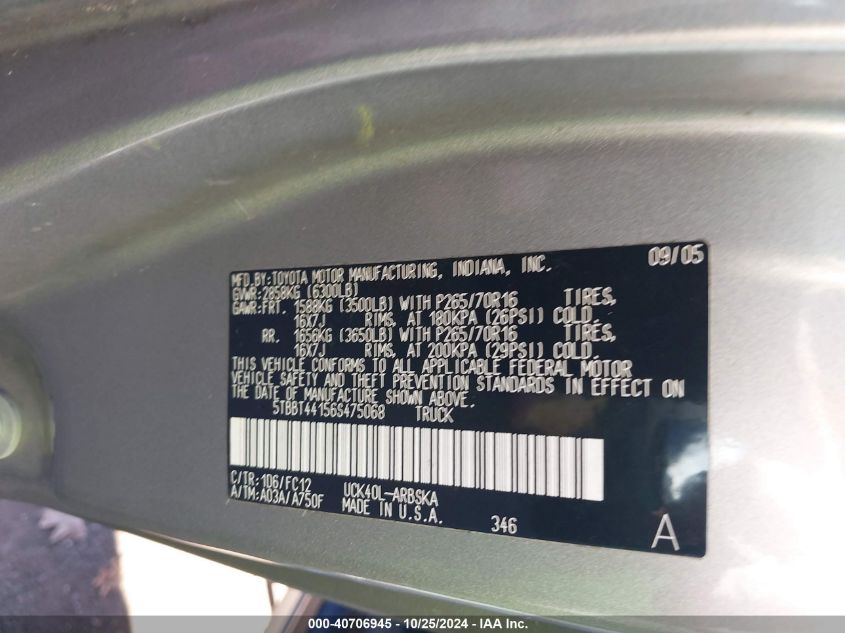 09/05
MFD.BY:TOYOTA MOTOR MANUFACTURING, INDIANA, INC.
GVWR:2858KG (6300LB)
GAWR:FRT. 1588KG (3500LB) WITH P265/70R16 TIRES,
16X7J RIMS, AT 180KPA (26PSI) COLD.
RR. 1656KG (3650LB) WITH P265/70R16 TIRES,
16X7J RIMS, AT 200KPA (29PSI) COLD.
THIS VEHICLE CONFORMS TO ALL APPLICABLE FEDERAL MOTOR
VEHICLE SAFETY AND THEFT PREVENTION STANDARDS IN EFFECT ON
THE DATE OF MANUFACTURE SHOWN ABOVE.
5TBBT44156S475068 TRUCK
C/TR:1D6/FC12 UCK40L-ARBSKA
A/TM:A03A/A750F MADE IN U.S.A.
346 A
000-40706945 - 10/25/2024 - IAA Inc.